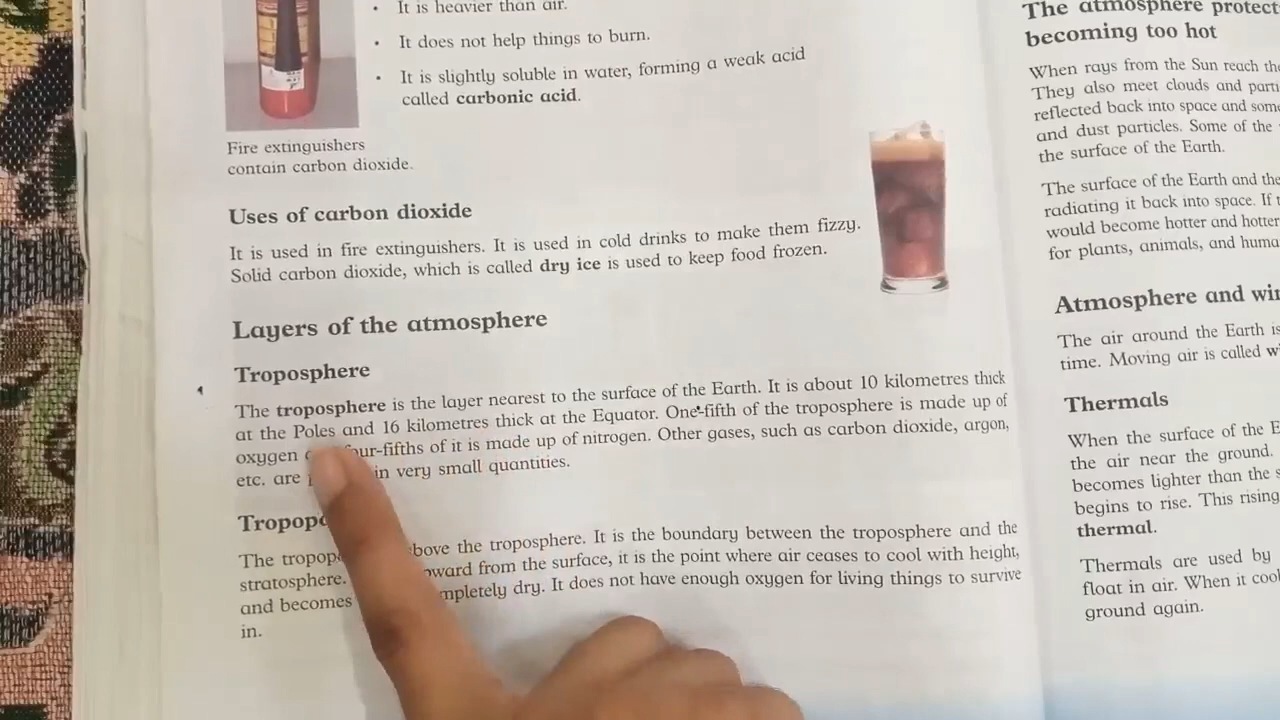 • It is heavier than air.
• It does not help things to burn.
• It is slightly soluble in water, forming a weak acid
called carbonic acid.
Fire extinguishers
contain carbon dioxide.
Uses of carbon dioxide
It is used in fire extinguishers. It is used in cold drinks to make them fizzy.
Solid carbon dioxide, which is called dry ice is used to keep food frozen.
Layers of the atmosphere
Troposphere
The troposphere is the layer nearest to the surface of the Earth. It is about 10 kilometres thick
at the Poles and 16 kilometres thick at the Equator. One-fifth of the troposphere is made up of
oxygen four-fifths of it is made up of nitrogen. Other gases, such as carbon dioxide, argon,
etc. are in very small quantities.
The above the troposphere. It is the boundary between the troposphere and the
stratosphere. from the surface, it is the point where air ceases to cool with height,
and becomes dry. It does not have enough oxygen for living things to survive
in.
The atmosphere protect
becoming too hot
When rays from the Sun reach the
They also meet clouds and parti
reflected back into space and some
and dust particles. Some of the
the surface of the Earth.
The surface of the Earth and the
radiating it back into space. If t
would become hotter and hotter
for plants, animals, and huma
Atmosphere and win
The air around the Earth is
time. Moving air is called w
Thermals
When the surface of the E
the air near the ground.
becomes lighter than the s
begins to rise. This rising
thermal.
Thermals are used by
float in air. When it cool
ground again.